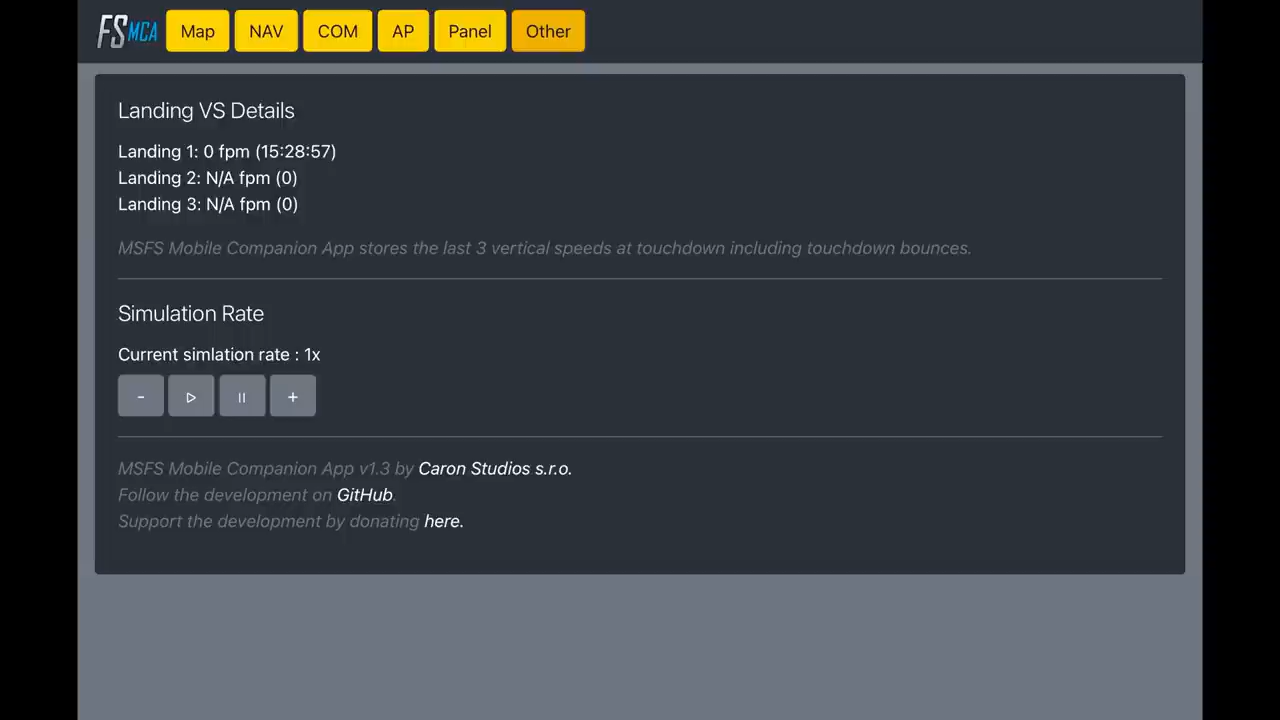 FSMCA Map NAV COM AP Panel Other
Landing VS Details
Landing 1: 0 fpm (15:28:57)
Landing 2: N/A fpm (0)
Landing 3: N/A fpm (0)
MSFS Mobile Companion App stores the last 3 vertical speeds at touchdown including touchdown bounces.
Simulation Rate
Current simlation rate : 1x
- +
MSFS Mobile Companion App v1.3 by Caron Studios s.r.o.
Follow the development on GitHub.
Support the development by donating here.